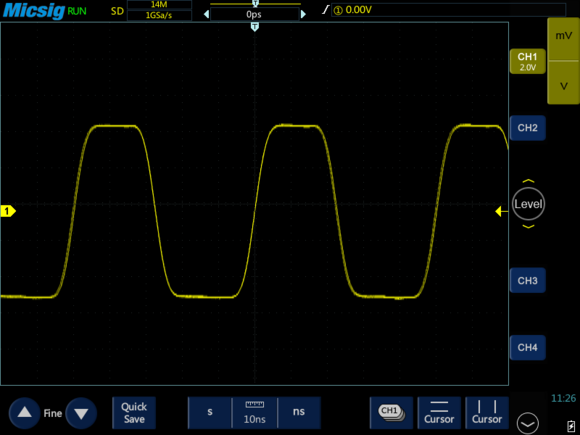 Micsig RUN SD 14M
1GSa/s
T
0ps
1 0.00V
mV
CH1
2.0V
V
CH2
1
Level
CH3
CH4
11:26
Fine
Quick
Save
s
10ns
ns
CH1
Cursor
Cursor